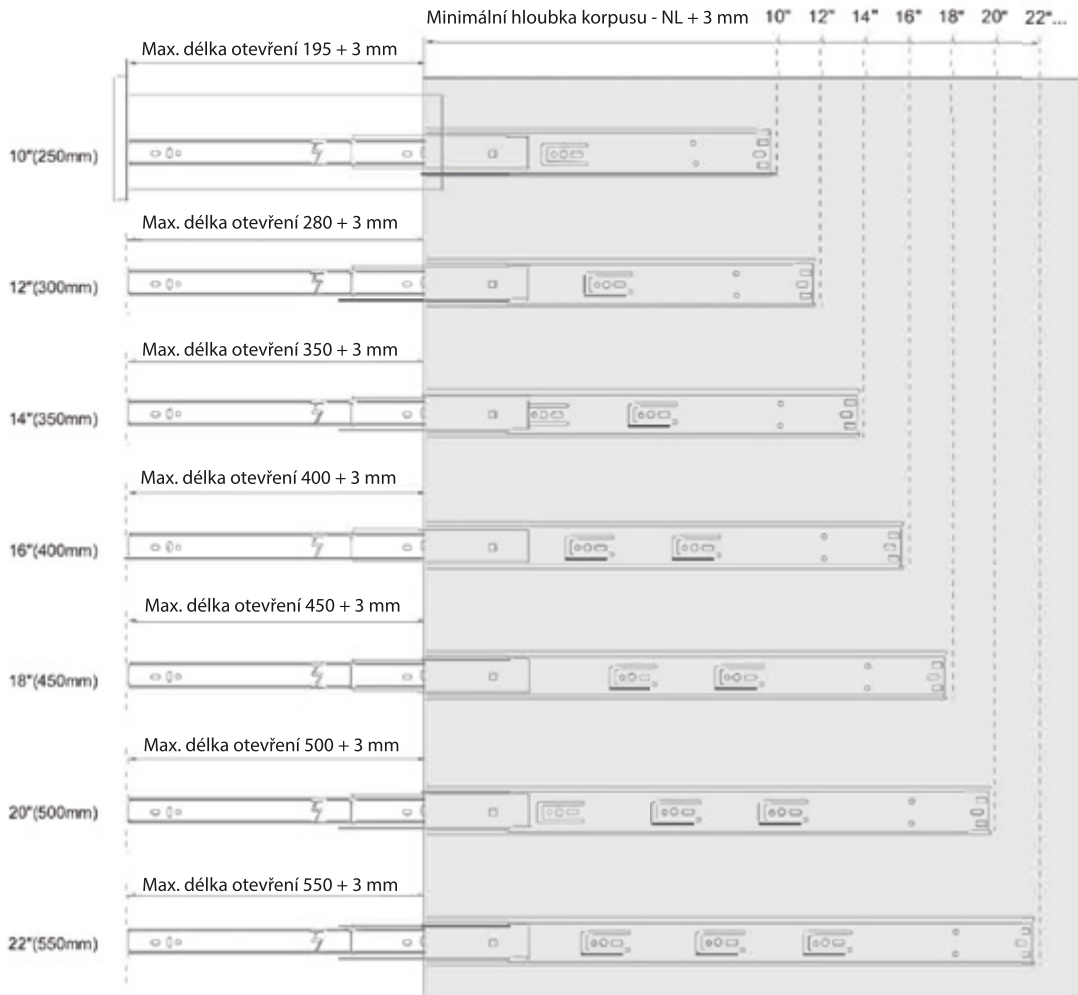 Minimální hloubka korpusu - NL + 3 mm 10" 12" 14" 16" 18" 20" 22"...
Max. délka otevření 195 + 3 mm
10"(250mm)
Max. délka otevření 280 + 3 mm
12"(300mm)
Max. délka otevření 350 + 3 mm
14"(350mm)
Max. délka otevření 400 + 3 mm
16"(400mm)
Max. délka otevření 450 + 3 mm
18"(450mm)
Max. délka otevření 500 + 3 mm
20"(500mm)
Max. délka otevření 550 + 3 mm
22"(550mm)